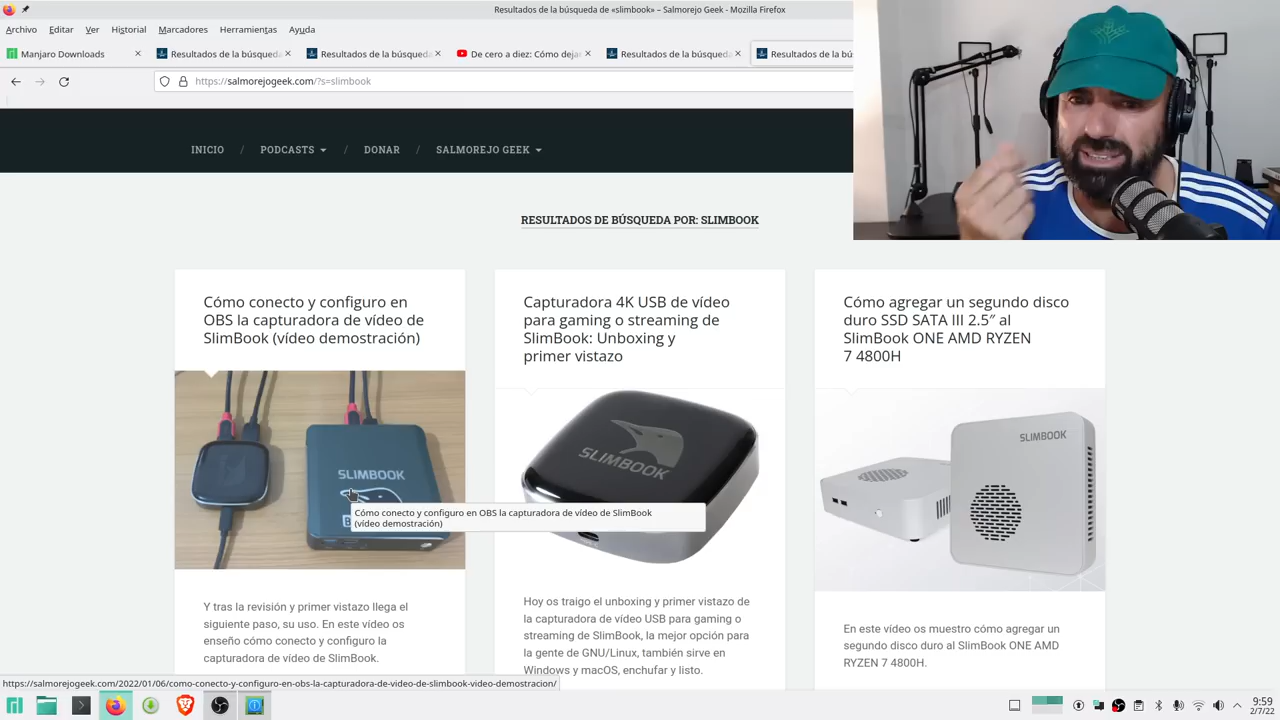 Resultados de la búsqueda de «slimbook» – Salmorejo Geek - Mozilla Firefox
Archivo Editar Ver Historial Marcadores Herramientas Ayuda
Manjaro Downloads
Resultados de la búsqueda
Resultados de la búsqueda
De cero a diez: Cómo deja
Resultados de la búsqued
Resultados de la bú
https://salmorejogeek.com/?s=slimbook
INICIO / PODCASTS / DONAR / SALMOREJO GEEK
RESULTADOS DE BÚSQUEDA POR: SLIMBOOK
Cómo conecto y configuro en
OBS la capturadora de vídeo de
SlimBook (vídeo demostración)
SLIMBOOK
Cómo conecto y configuro en OBS la capturadora de vídeo de SlimBook
(vídeo demostración)
Y tras la revisión y primer vistazo llega el
siguiente paso, su uso. En este vídeo os
enseño cómo conecto y configuro la
capturadora de vídeo de SlimBook.
Capturadora 4K USB de vídeo
para gaming o streaming de
SlimBook: Unboxing y
primer vistazo
SLIMBOOK
Hoy os traigo el unboxing y primer vistazo de
la capturadora de vídeo USB para gaming o
streaming de SlimBook, la mejor opción para
la gente de GNU/Linux, también sirve en
Windows y macOS, enchufar y listo.
Cómo agregar un segundo disco
duro SSD SATA III 2.5″ al
SlimBook ONE AMD RYZEN
7 4800H
SLIMBOOK
En este vídeo os muestro cómo agregar un
segundo disco duro al SlimBook ONE AMD
RYZEN 7 4800H.
https://salmorejogeek.com/2022/01/06/como-conecto-y-configuro-en-obs-la-capturadora-de-video-de-slimbook-video-demostracion/
9:59
2/7/22